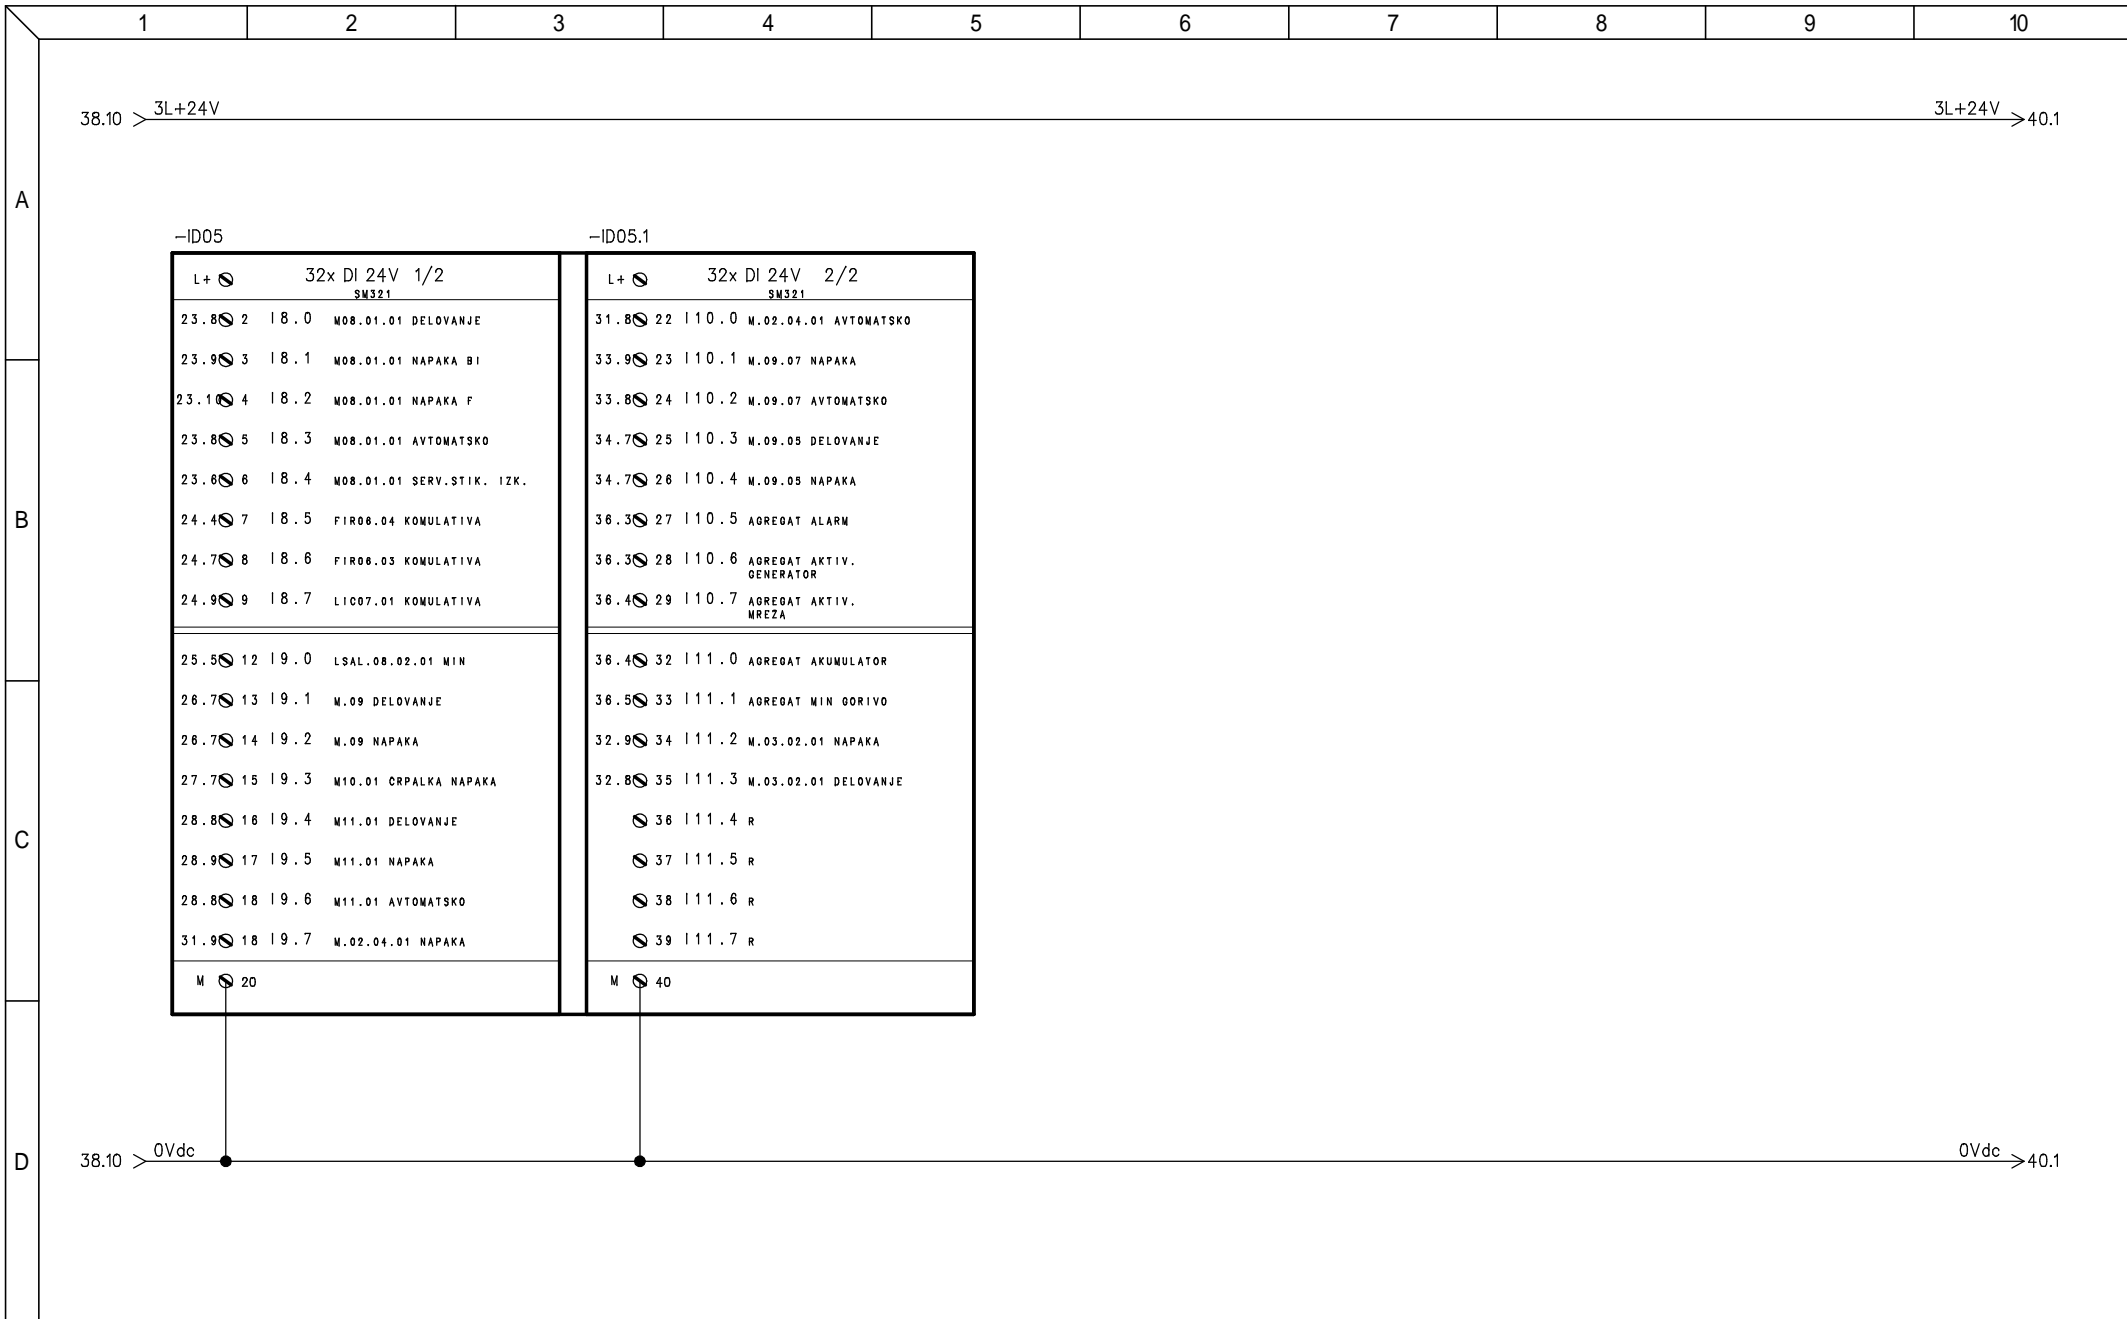 1 2 3 4 5 6 7 8 9 10
38.10 3L+24V 3L+24V 40.1
A
-ID05 -ID05.1
L+ 32x DI 24V 1/2
SM321
23.8 2 I8.0 M08.01.01 DELOVANJE
23.9 3 I8.1 M08.01.01 NAPAKA BI
23.10 4 I8.2 M08.01.01 NAPAKA F
23.8 5 I8.3 M08.01.01 AVTOMATSKO
23.6 6 I8.4 M08.01.01 SERV.STIK. IZK.
24.4 7 I8.5 FIR06.04 KOMULATIVA
24.7 8 I8.6 FIR06.03 KOMULATIVA
24.9 9 I8.7 LIC07.01 KOMULATIVA
25.5 12 I9.0 LSAL.08.02.01 MIN
26.7 13 I9.1 M.09 DELOVANJE
26.7 14 I9.2 M.09 NAPAKA
27.7 15 I9.3 M10.01 ČRPALKA NAPAKA
28.8 16 I9.4 M11.01 DELOVANJE
28.9 17 I9.5 M11.01 NAPAKA
28.8 18 I9.6 M11.01 AVTOMATSKO
31.9 18 I9.7 M.02.04.01 NAPAKA
M 20
L+ 32x DI 24V 2/2
SM321
31.8 22 I10.0 M.02.04.01 AVTOMATSKO
33.9 23 I10.1 M.09.07 NAPAKA
33.8 24 I10.2 M.09.07 AVTOMATSKO
34.7 25 I10.3 M.09.05 DELOVANJE
34.7 26 I10.4 M.09.05 NAPAKA
36.3 27 I10.5 AGREGAT ALARM
36.3 28 I10.6 AGREGAT AKTIV.
GENERATOR
36.4 29 I10.7 AGREGAT AKTIV.
MREŽA
36.4 32 I11.0 AGREGAT AKUMULATOR
36.5 33 I11.1 AGREGAT MIN GORIVO
32.9 34 I11.2 M.03.02.01 NAPAKA
32.8 35 I11.3 M.03.02.01 DELOVANJE
36 I11.4 R
37 I11.5 R
38 I11.6 R
39 I11.7 R
M 40
B
C
D
38.10 0Vdc 0Vdc 40.1